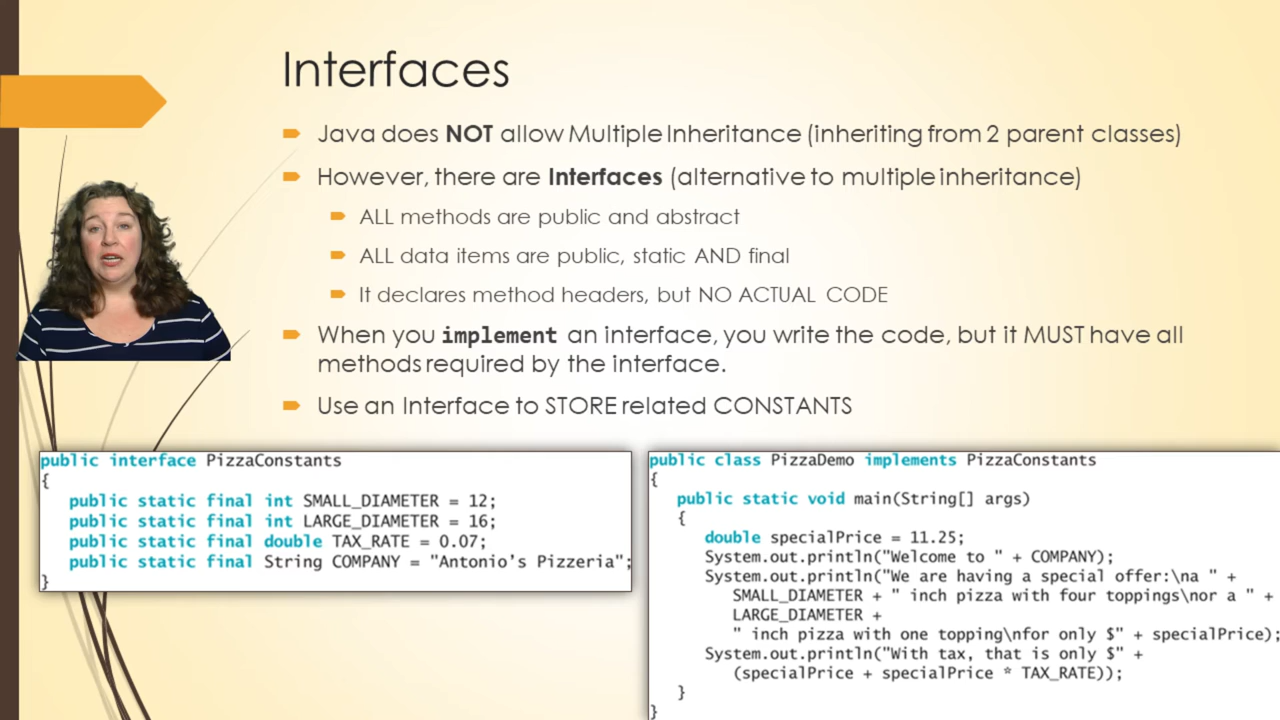 Interfaces
Java does NOT allow Multiple Inheritance (inheriting from 2 parent classes)
However, there are Interfaces (alternative to multiple inheritance)
ALL methods are public and abstract
ALL data items are public, static AND final
It declares method headers, but NO ACTUAL CODE
When you implement an interface, you write the code, but it MUST have all
methods required by the interface.
Use an Interface to STORE related CONSTANTS
public interface PizzaConstants
{
public static final int SMALL_DIAMETER = 12;
public static final int LARGE_DIAMETER = 16;
public static final double TAX_RATE = 0.07;
public static final String COMPANY = "Antonio's Pizzeria";
}
public class PizzaDemo implements PizzaConstants
{
public static void main(String[] args)
{
double specialPrice = 11.25;
System.out.println("Welcome to " + COMPANY);
System.out.println("We are having a special offer:\na " +
SMALL_DIAMETER + " inch pizza with four toppings\nor a " +
LARGE_DIAMETER +
" inch pizza with one topping\nfor only $" + specialPrice);
System.out.println("With tax, that is only $" +
(specialPrice + specialPrice * TAX_RATE));
}
}